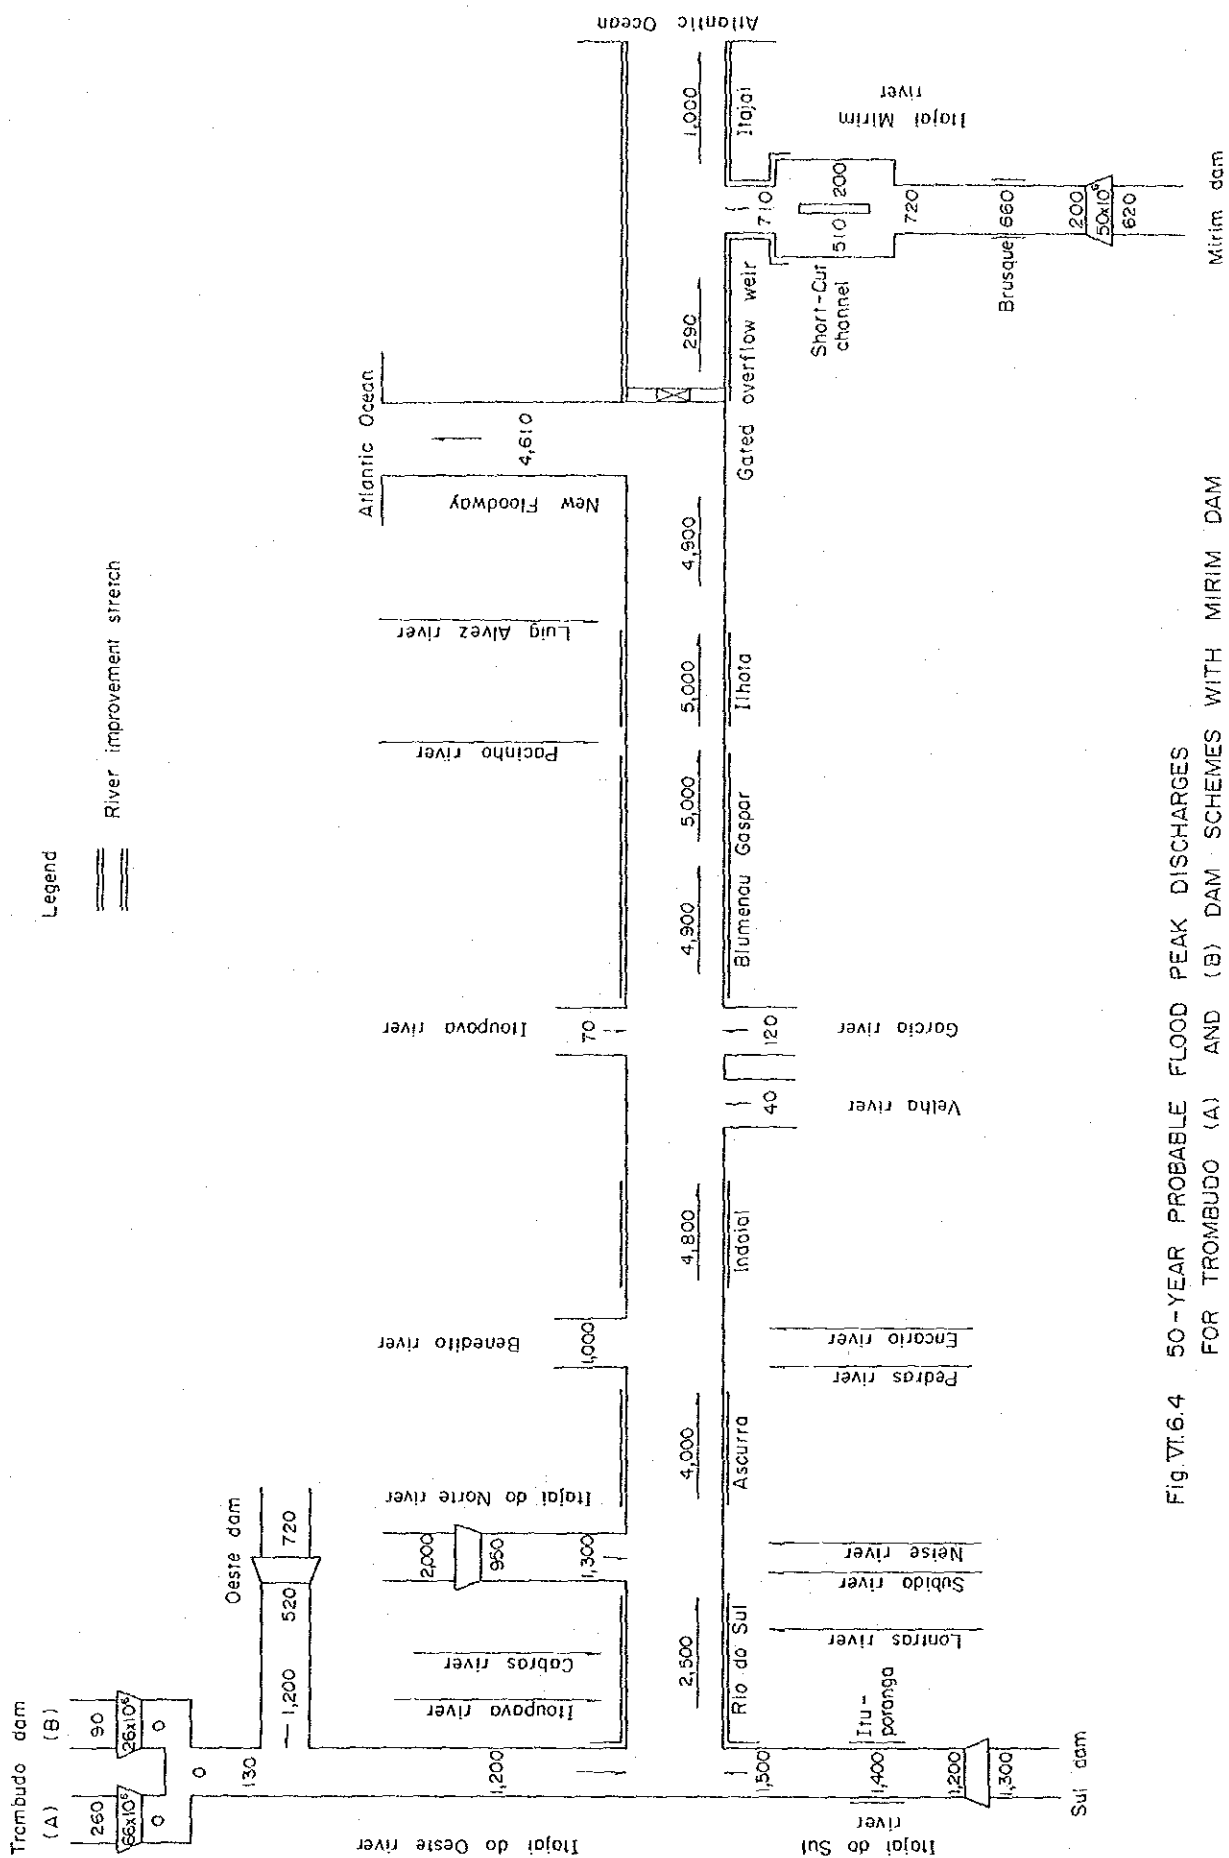 Legend
River improvement stretch
Trombudo dam
(A)
(B)
260
90
66x10⁶
26x10⁶
0
0
0
130
Oeste dam
720
520
1,200
1,200
Itajai do Oeste river
Itoupava river
Cabras river
2,000
950
1,300
Itajai do Norte river
Benedito river
1,000
Itoupava river
70
Pocinho river
Luig Alvez river
New Floodway
4,610
Atlantic Ocean
Atlantic Ocean
2,500
4,000
4,800
4,900
5,000
5,000
4,900
290
1,000
Rio do Sul
Ascurra
Indaial
Blumenau Gaspar
Ilhota
Gated overflow weir
Itajai
1,500
1,400
1,200
1,300
Itu-
poranga
Itajai do Sul
river
Sul dam
Lontras river
Subido river
Neise river
Pedras river
Encario river
40
Velha river
120
Garcia river
710
510
200
Short-Cut
channel
720
Brusque
660
200
50x10⁶
620
Itajai Mirim
river
Mirim dam
Fig. VI.6.4 50-YEAR PROBABLE FLOOD PEAK DISCHARGES
FOR TROMBUDO (A) AND (B) DAM SCHEMES WITH MIRIM DAM